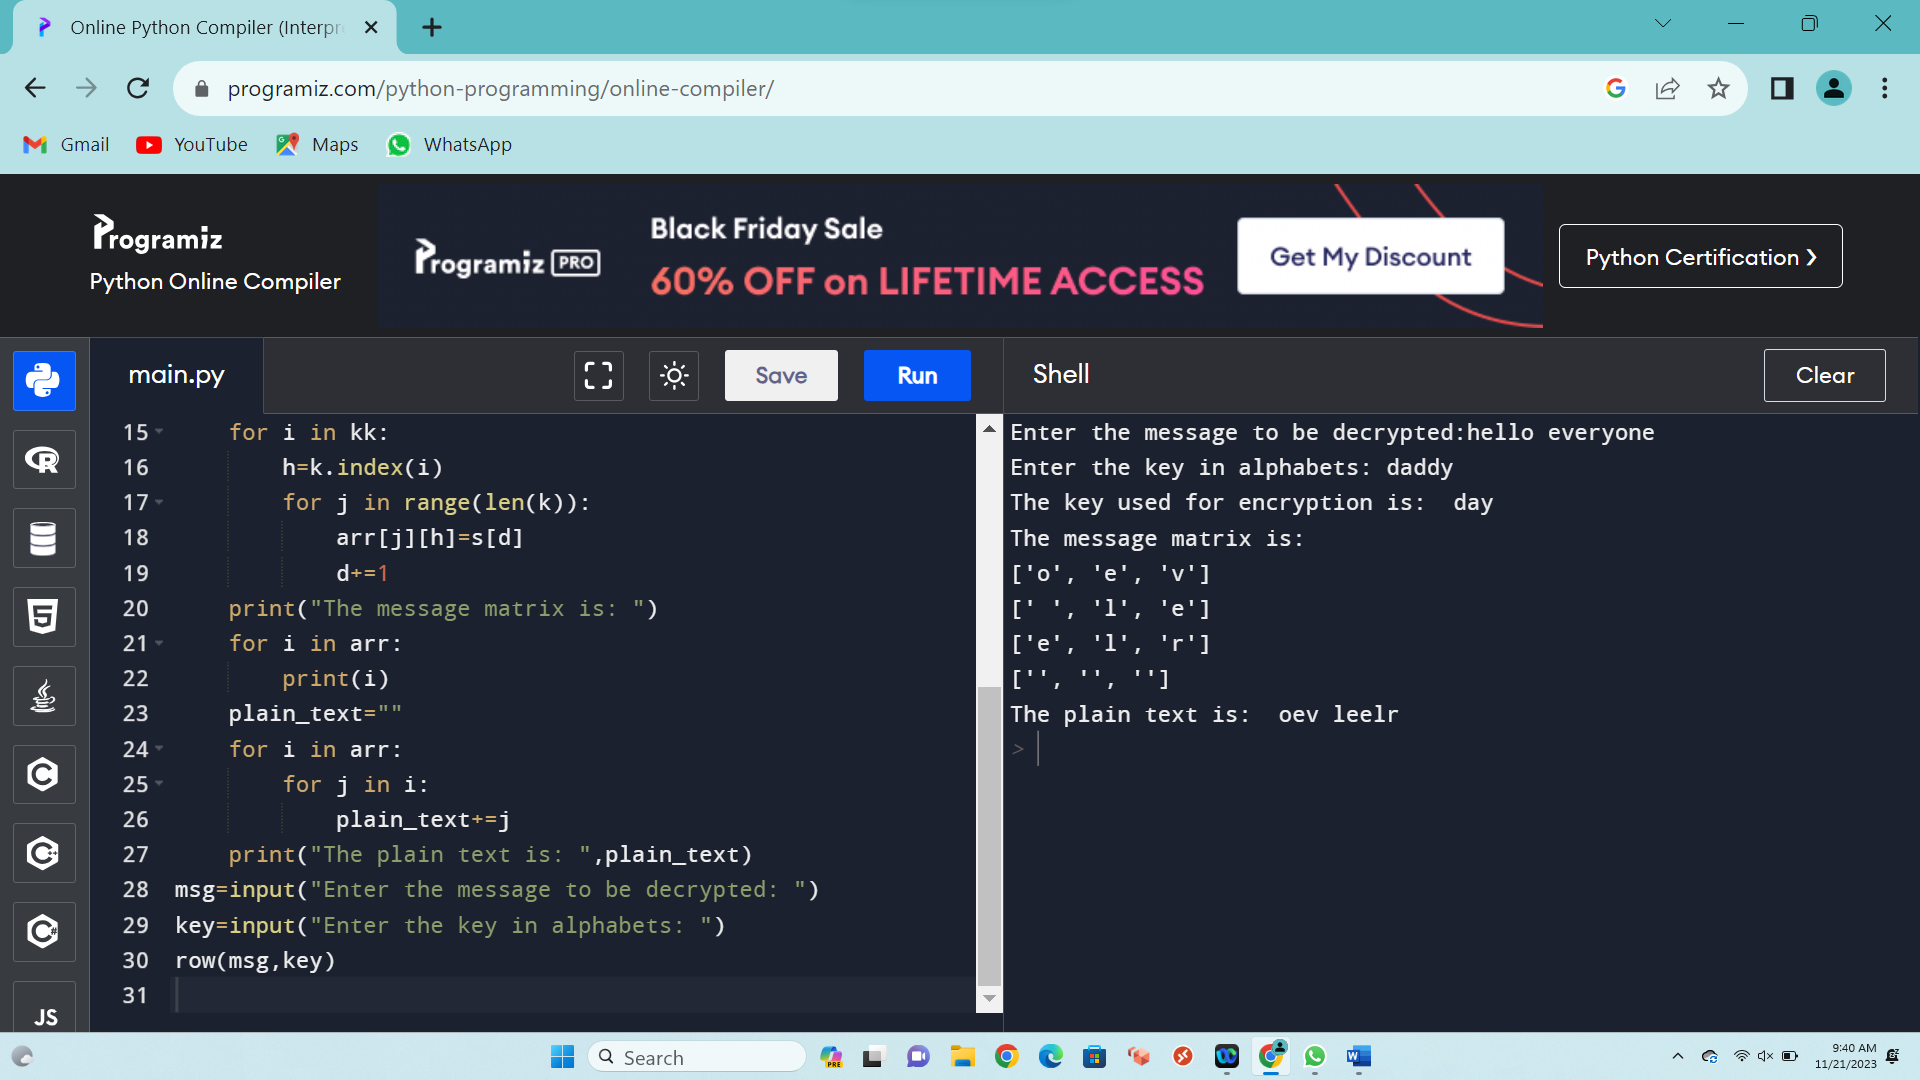 Online Python Compiler (Interpr
programiz.com/python-programming/online-compiler/
Gmail YouTube Maps WhatsApp
Programiz
Python Online Compiler
Programiz PRO
Black Friday Sale
60% OFF on LIFETIME ACCESS
Get My Discount
Python Certification ❯
main.py
Save
Run
Shell
Clear
15 for i in kk:
16 h=k.index(i)
17 for j in range(len(k)):
18 arr[j][h]=s[d]
19 d+=1
20 print("The message matrix is: ")
21 for i in arr:
22 print(i)
23 plain_text=""
24 for i in arr:
25 for j in i:
26 plain_text+=j
27 print("The plain text is: ",plain_text)
28 msg=input("Enter the message to be decrypted: ")
29 key=input("Enter the key in alphabets: ")
30 row(msg,key)
31
Enter the message to be decrypted:hello everyone
Enter the key in alphabets: daddy
The key used for encryption is:  day
The message matrix is:
['o', 'e', 'v']
[' ', 'l', 'e']
['e', 'l', 'r']
['', '', '']
The plain text is:  oev leelr
>
JS
Search
PRE
9:40 AM
11/21/2023